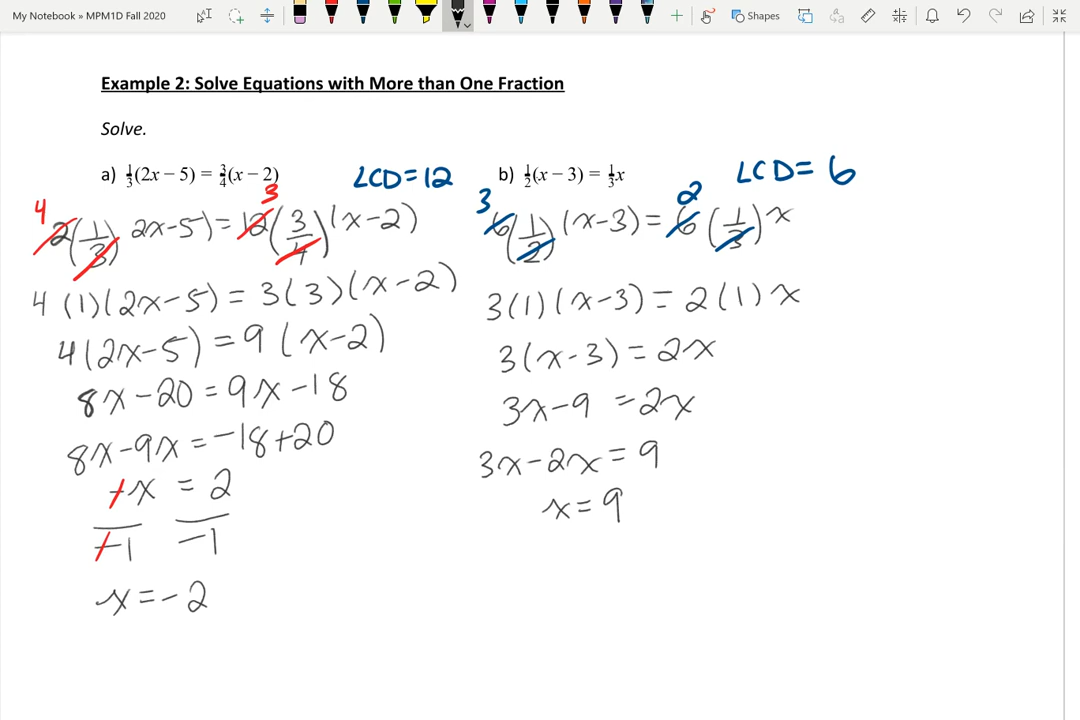 My Notebook » MPM1D Fall 2020
Shapes
Example 2: Solve Equations with More than One Fraction
Solve.
a) 1/3(2x − 5) = 3/4(x − 2)
LCD=12
4 3
12(1/3) 2x-5)=12(3/4)(x-2)
4(1)(2x-5)=3(3)(x-2)
4(2x-5)=9(x-2)
8x-20=9x-18
8x-9x=-18+20
-x = 2
-1 -1
x=-2
b) 1/2(x − 3) = 1/3x
LCD=6
3 2
6(1/2)(x-3)=6(1/3)x
3(1)(x-3)=2(1)x
3(x-3)=2x
3x-9=2x
3x-2x=9
x=9